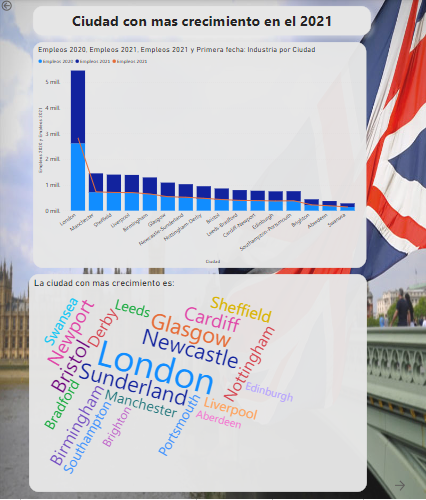 Ciudad con mas crecimiento en el 2021
Empleos 2020, Empleos 2021, Empleos 2021 y Primera fecha: Industria por Ciudad
Empleos 2020 Empleos 2021 Empleos 2021
Empleos 2020 y Empleos 2021
5 mill.
4 mill.
3 mill.
2 mill.
1 mill.
0 mill.
London
Manchester
Sheffield
Liverpool
Birmingham
Glasgow
Newcastle-Sunderland
Nottingham-Derby
Bristol
Leeds-Bradford
Cardiff-Newport
Edinburgh
Southampton-Portsmouth
Brighton
Aberdeen
Swansea
Ciudad
La ciudad con mas crecimiento es:
Swansea
Newport
Derby
Leeds
Glasgow
Cardiff
Sheffield
Newcastle
Nottingham
London
Bristol
Sunderland
Bradford
Birmingham
Manchester
Southampton
Brighton
Portsmouth
Liverpool
Edinburgh
Aberdeen